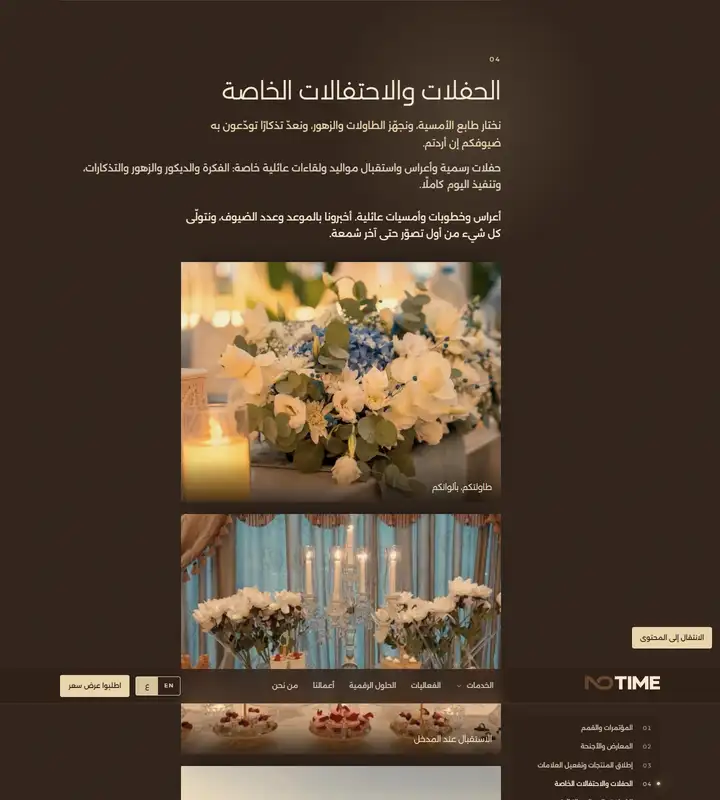 04
الحفلات والاحتفالات الخاصة
نختار طابع الأمسية، ونجهّز الطاولات والزهور، ونعدّ تذكارًا تودّعون به
ضيوفكم إن أردتم.
حفلات رسمية وأعراس واستقبال مواليد ولقاءات عائلية خاصة: الفكرة والديكور والزهور والتذكارات،
وتنفيذ اليوم كاملًا.
أعراس وخطوبات وأمسيات عائلية. أخبرونا بالموعد وعدد الضيوف، ونتولّى
كل شيء من أول تصوّر حتى آخر شمعة.
طاولتكم، بألوانكم
الانتقال إلى المحتوى
NOTIME
الخدمات
الفعاليات
الحلول الرقمية
أعمالنا
من نحن
EN
ع
اطلبوا عرض سعر
الاستقبال عند المدخل
01 المؤتمرات والقمم
02 المعارض والأجنحة
03 إطلاق المنتجات وتفعيل العلامات
04 الحفلات والاحتفالات الخاصة